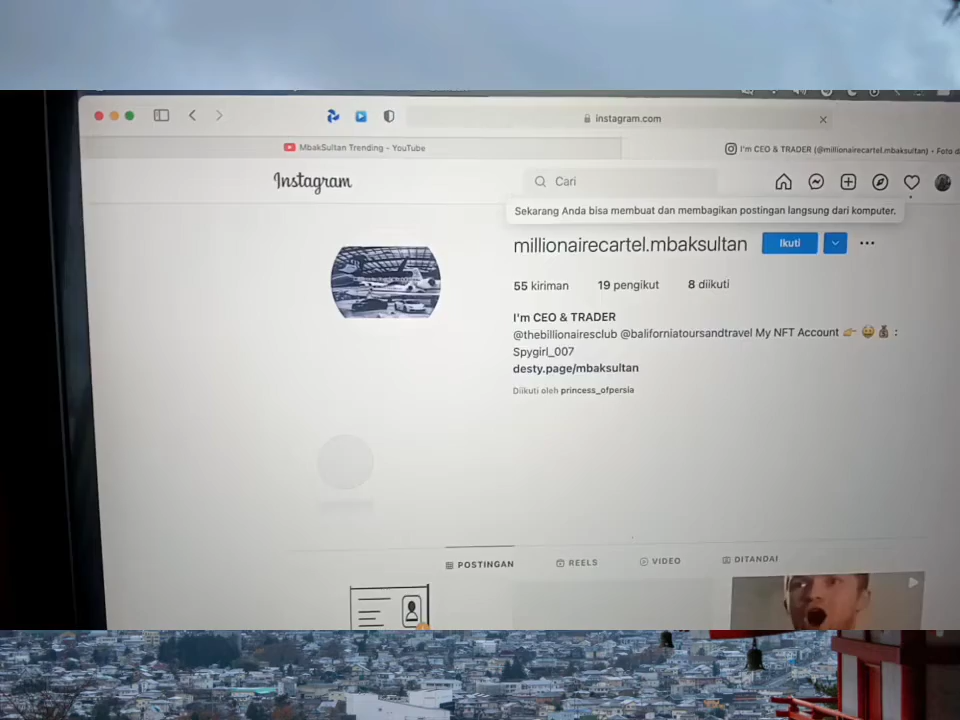 instagram.com
MbakSultan Trending - YouTube
I'm CEO & TRADER (@millionairecartel.mbaksultan) • Foto d
Instagram
Cari
Sekarang Anda bisa membuat dan membagikan postingan langsung dari komputer.
millionairecartel.mbaksultan
Ikuti
55 kiriman 19 pengikut 8 diikuti
I'm CEO & TRADER
@thebillionairesclub @baliforniatoursandtravel My NFT Account 👉 🤑 💰 :
Spygirl_007
desty.page/mbaksultan
Diikuti oleh princess_ofpersia
POSTINGAN REELS VIDEO DITANDAI